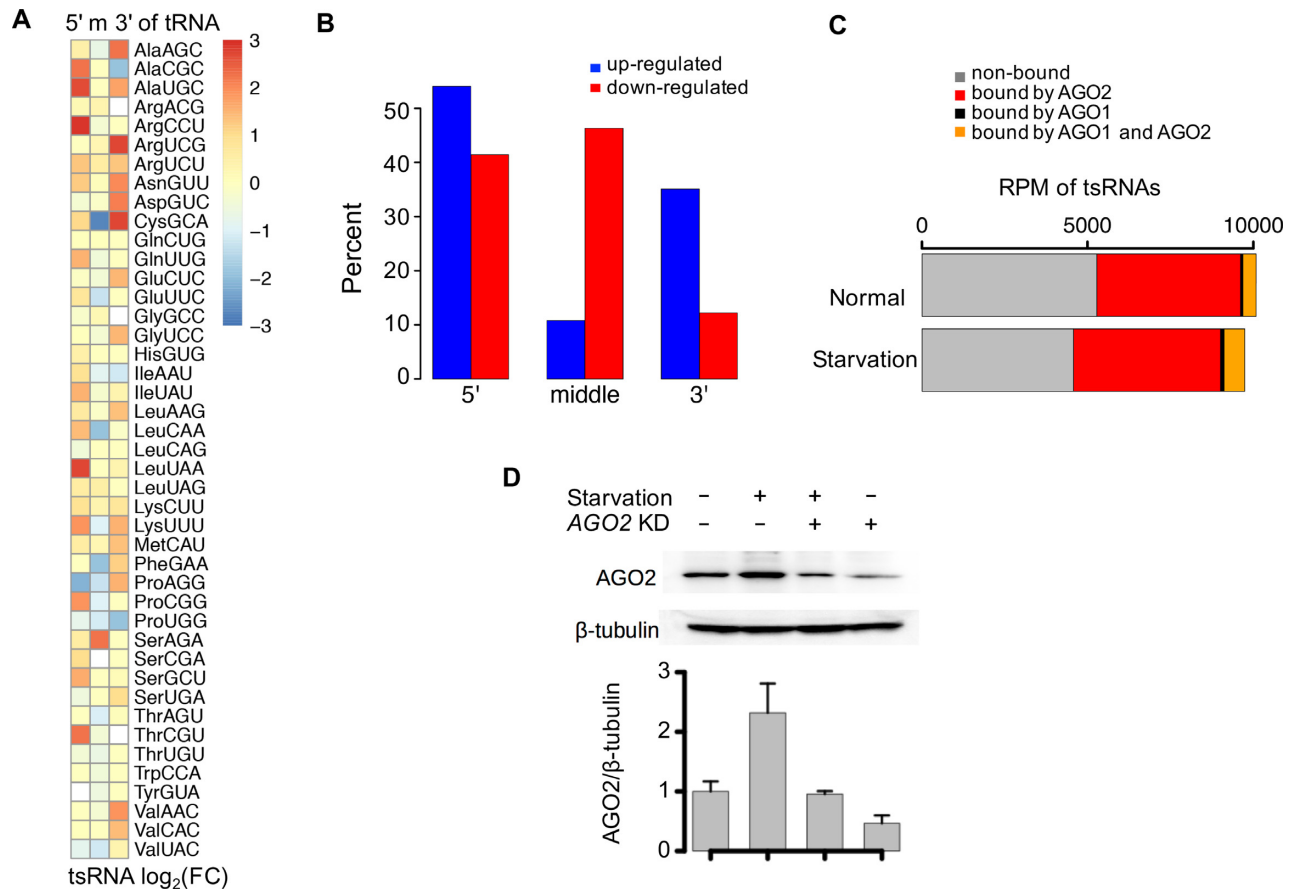 A
5' m 3' of tRNA
AlaAGC
AlaCGC
AlaUGC
ArgACG
ArgCCU
ArgUCG
ArgUCU
AsnGUU
AspGUC
CysGCA
GlnCUG
GlnUUG
GluCUC
GluUUC
GlyGCC
GlyUCC
HisGUG
IleAAU
IleUAU
LeuAAG
LeuCAA
LeuCAG
LeuUAA
LeuUAG
LysCUU
LysUUU
MetCAU
PheGAA
ProAGG
ProCGG
ProUGG
SerAGA
SerCGA
SerGCU
SerUGA
ThrAGU
ThrCGU
ThrUGU
TrpCCA
TyrGUA
ValAAC
ValCAC
ValUAC
3
2
1
0
−1
−2
−3
tsRNA log₂(FC)
B
up-regulated
down-regulated
Percent
50
40
30
20
10
0
5' middle 3'
C
non-bound
bound by AGO2
bound by AGO1
bound by AGO1 and AGO2
RPM of tsRNAs
0 5000 10000
Normal
Starvation
D
Starvation − + + −
AGO2 KD − − + +
AGO2
β-tubulin
AGO2/β-tubulin
3
2
1
0